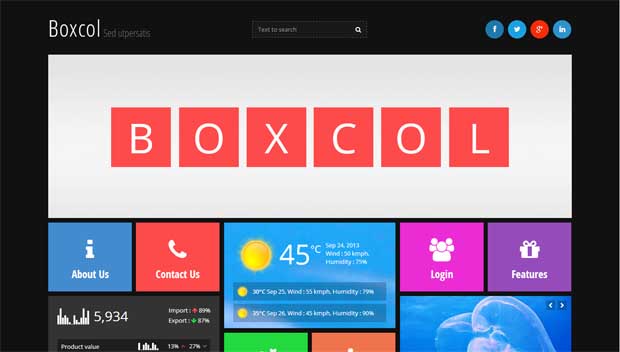 Boxcol Sed utpersatis
Text to search
f
g+
in
B O X C O L
About Us
Contact Us
45°C
Sep 24, 2013
Wind : 50 kmph.
Humidity : 75%
30°C Sep 25, Wind : 55 kmph, Humidity : 79%
35°C Sep 26, Wind : 45 kmph, Humidity : 90%
Login
Features
5,934
Import : 89%
Export : 87%
Product value 13% 27%